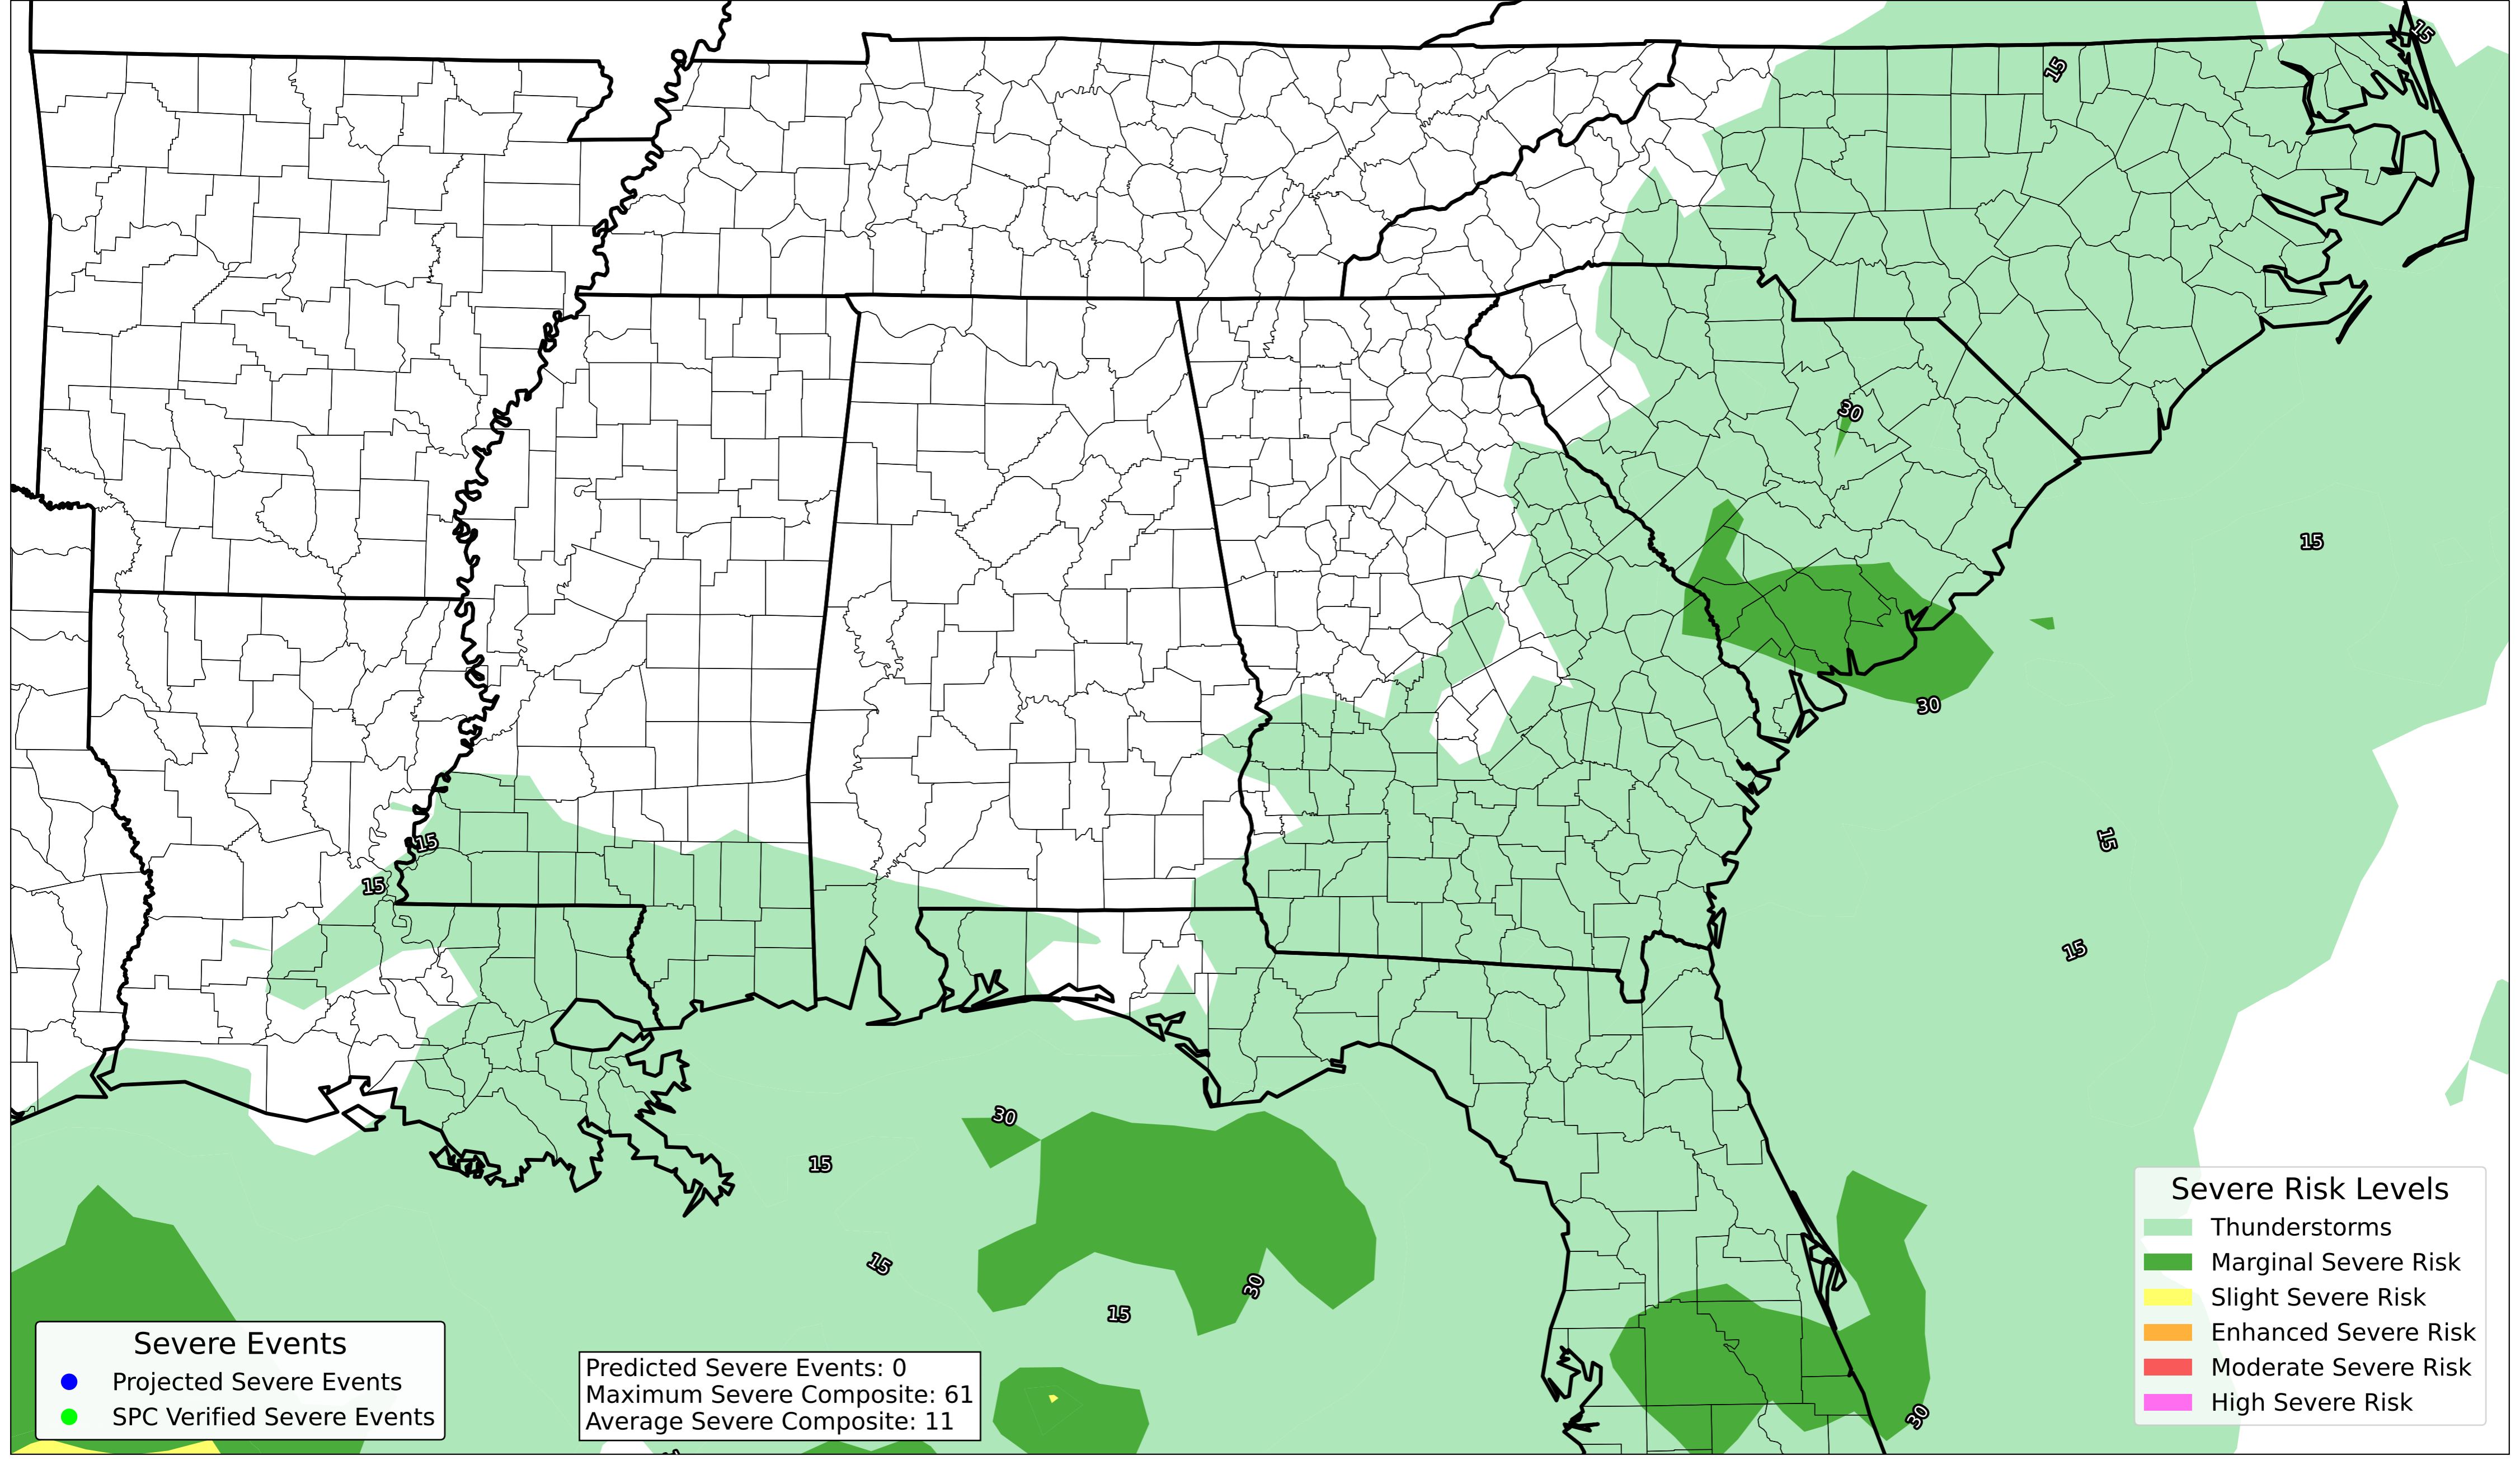 15
15
30
15
30
15
15
15
15
30
15
15
30
15
30
Severe Events
Projected Severe Events
SPC Verified Severe Events
Predicted Severe Events: 0
Maximum Severe Composite: 61
Average Severe Composite: 11
Severe Risk Levels
Thunderstorms
Marginal Severe Risk
Slight Severe Risk
Enhanced Severe Risk
Moderate Severe Risk
High Severe Risk